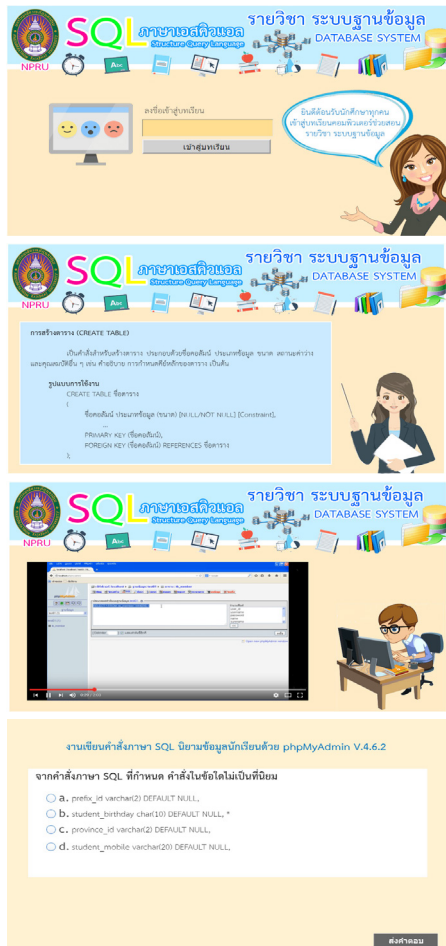 NPRU
SQL
ภาษาเอสคิวแอล
Structure Query Language
รายวิชา ระบบฐานข้อมูล
DATABASE SYSTEM
Abc
ลงชื่อเข้าสู่บทเรียน
เข้าสู่บทเรียน
ยินดีต้อนรับนักศึกษาทุกคน
เข้าสู่บทเรียนคอมพิวเตอร์ช่วยสอน
รายวิชา ระบบฐานข้อมูล
NPRU
SQL
ภาษาเอสคิวแอล
Structure Query Language
รายวิชา ระบบฐานข้อมูล
DATABASE SYSTEM
Abc
การสร้างตาราง (CREATE TABLE)
เป็นคำสั่งสำหรับสร้างตาราง ประกอบด้วยชื่อคอลัมน์ ประเภทข้อมูล ขนาด สถานะค่าว่าง
และคุณสมบัติอื่น ๆ เช่น คำอธิบาย การกำหนดคีย์หลักของตาราง เป็นต้น
รูปแบบการใช้งาน
CREATE TABLE ชื่อตาราง
(
ชื่อคอลัมน์ ประเภทข้อมูล (ขนาด) [NULL/NOT NULL] [Constraint],
...
PRIMARY KEY (ชื่อคอลัมน์),
FOREIGN KEY (ชื่อคอลัมน์) REFERENCES ชื่อตาราง
);
NPRU
SQL
ภาษาเอสคิวแอล
Structure Query Language
รายวิชา ระบบฐานข้อมูล
DATABASE SYSTEM
Abc
งานเขียนคำสั่งภาษา SQL นิยามข้อมูลนักเรียนด้วย phpMyAdmin V.4.6.2
จากคำสั่งภาษา SQL ที่กำหนด คำสั่งในข้อใดไม่เป็นที่นิยม
a. prefix_id varchar(2) DEFAULT NULL,
b. student_birthday char(10) DEFAULT NULL, *
c. province_id varchar(2) DEFAULT NULL,
d. student_mobile varchar(20) DEFAULT NULL,
ส่งคำตอบ